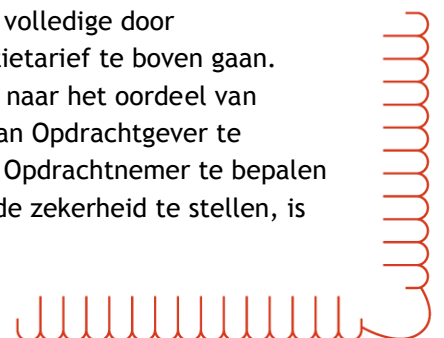 volledige door
ietarief te boven gaan.
naar het oordeel van
an Opdrachtgever te
Opdrachtnemer te bepalen
de zekerheid te stellen, is